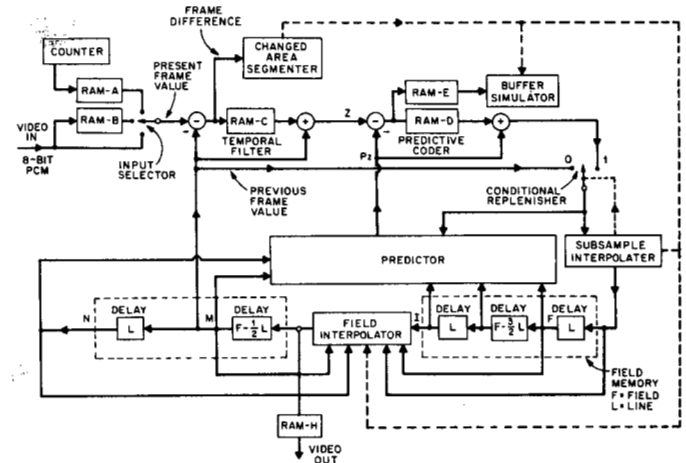 FRAME
DIFFERENCE
COUNTER
CHANGED
AREA
SEGMENTER
PRESENT
FRAME
VALUE
RAM-A
RAM-B
VIDEO
IN
8-BIT
PCM
INPUT
SELECTOR
-
-
RAM-C
+
TEMPORAL
FILTER
Z
-
-
RAM-E
BUFFER
SIMULATOR
RAM-D
+
PREDICTIVE
CODER
Pz
PREVIOUS
FRAME
VALUE
0
1
CONDITIONAL
REPLENISHER
SUBSAMPLE
INTERPOLATER
PREDICTOR
N
DELAY
L
M
DELAY
F-1/2 L
FIELD
INTERPOLATOR
I
DELAY
L
DELAY
F-3/2 L
F
DELAY
L
FIELD
MEMORY
F=FIELD
L=LINE
RAM-H
VIDEO
OUT